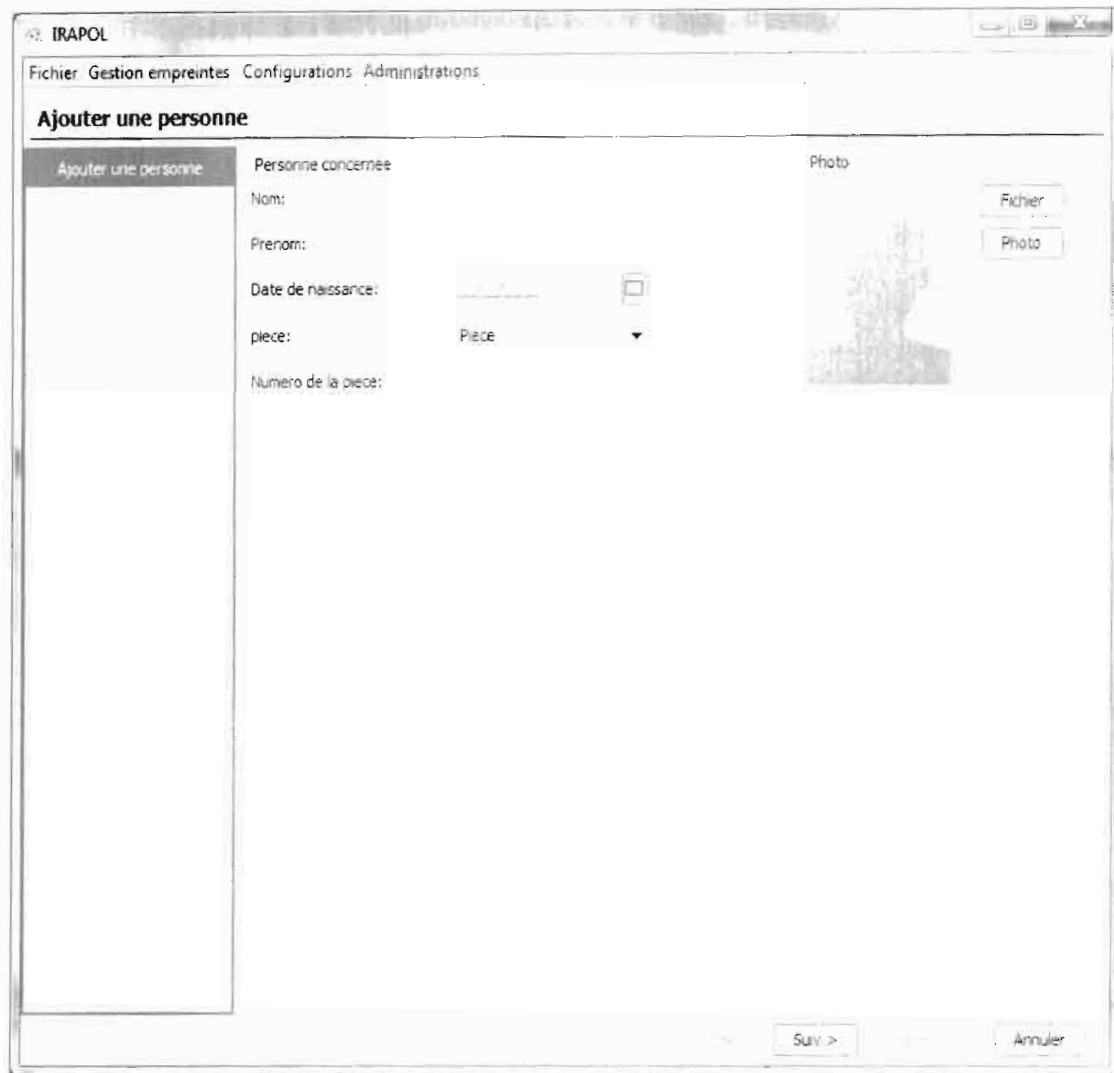 IRAPOL
Fichier Gestion empreintes Configurations Administrations
Ajouter une personne
Ajouter une personne
Personne concernee
Photo
Nom:
Fichier
Prenom:
Photo
Date de naissance:
piece:
Piece
Numero de la piece:
Suiv >
Annuler